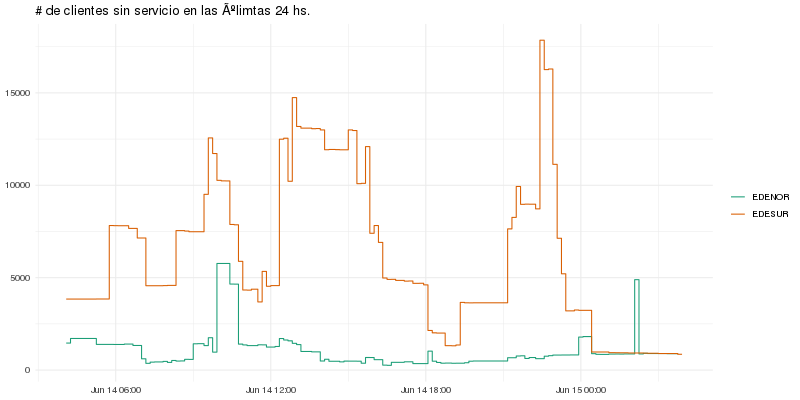 # de clientes sin servicio en las Ãºlimtas 24 hs.
15000
10000
5000
0
Jun 14 06:00
Jun 14 12:00
Jun 14 18:00
Jun 15 00:00
EDENOR
EDESUR